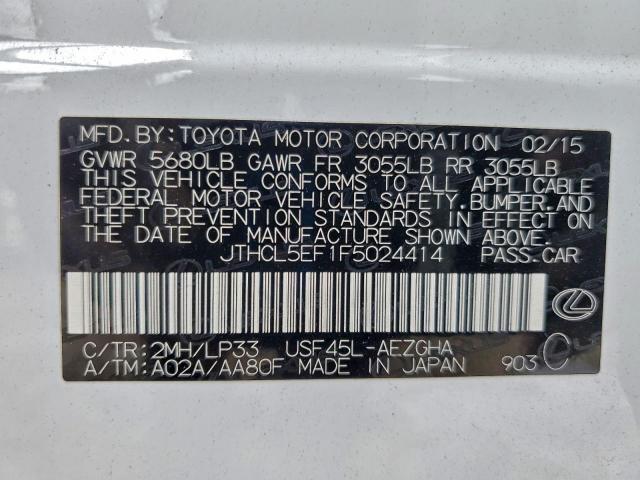 MFD.BY:TOYOTA MOTOR CORPORATION 02/15
GVWR 5680LB GAWR FR 3055LB RR 3055LB
THIS VEHICLE CONFORMS TO ALL APPLICABLE
FEDERAL MOTOR VEHICLE SAFETY,BUMPER,AND
THEFT PREVENTION STANDARDS IN EFFECT ON
THE DATE OF MANUFACTURE SHOWN ABOVE.
JTHCL5EF1F5024414 PASS.CAR
C/TR:2MH/LP33 USF45L-AEZGHA
A/TM:A02A/AA80F MADE IN JAPAN 903